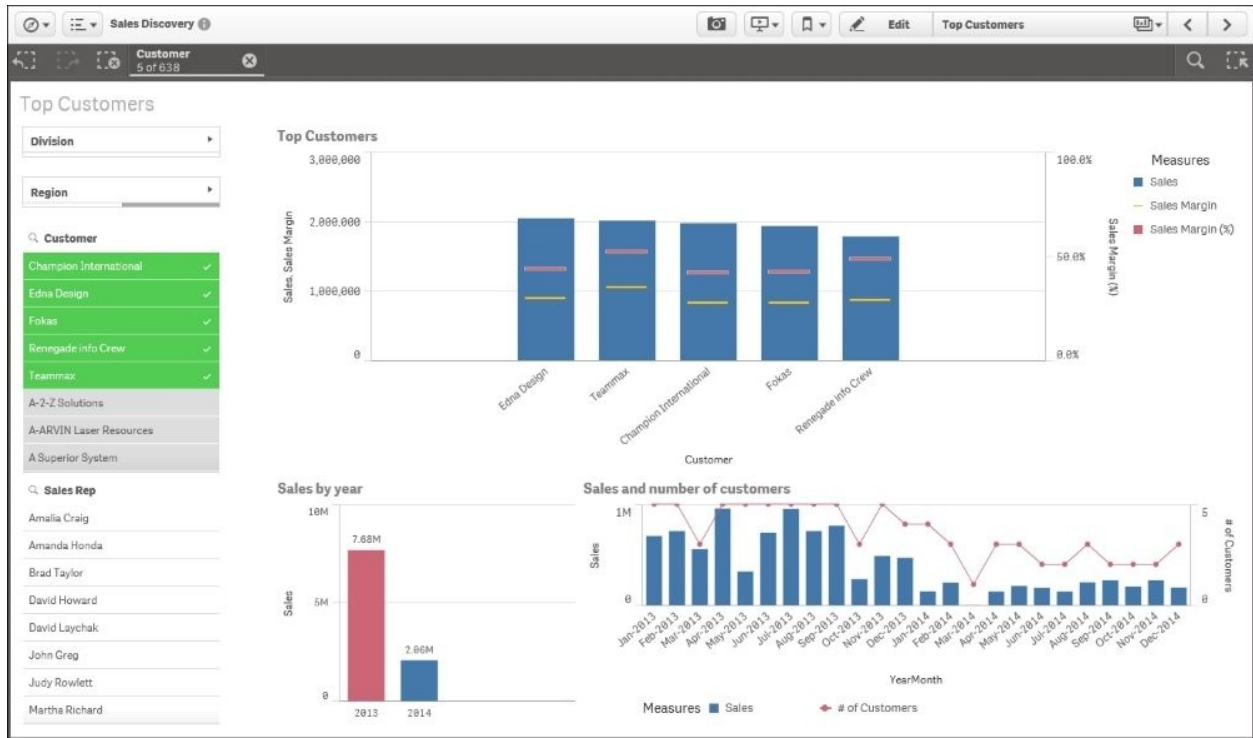 Sales Discovery
Edit
Top Customers
Customer
5 of 638
Top Customers
Division
Region
Customer
Champion International
Edna Design
Fokas
Renegade info Crew
Teammax
A-2-Z Solutions
A-ARVIN Laser Resources
A Superior System
Sales Rep
Amalia Craig
Amanda Honda
Brad Taylor
David Howard
David Laychak
John Greg
Judy Rowlett
Martha Richard
Top Customers
Sales, Sales Margin
3,000,000
2,000,000
1,000,000
0
100.0%
50.0%
0.0%
Sales Margin (%)
Edna Design
Teammax
Champion International
Fokas
Renegade info Crew
Customer
Measures
Sales
Sales Margin
Sales Margin (%)
Sales by year
Sales
10M
5M
0
7.68M
2.06M
2013
2014
Sales and number of customers
Sales
1M
0
5
0
# of Customers
Jan-2013
Feb-2013
Mar-2013
Apr-2013
May-2013
Jun-2013
Jul-2013
Aug-2013
Sep-2013
Oct-2013
Nov-2013
Dec-2013
Jan-2014
Feb-2014
Mar-2014
Apr-2014
May-2014
Jun-2014
Jul-2014
Aug-2014
Sep-2014
Oct-2014
Nov-2014
Dec-2014
YearMonth
Measures
Sales
# of Customers